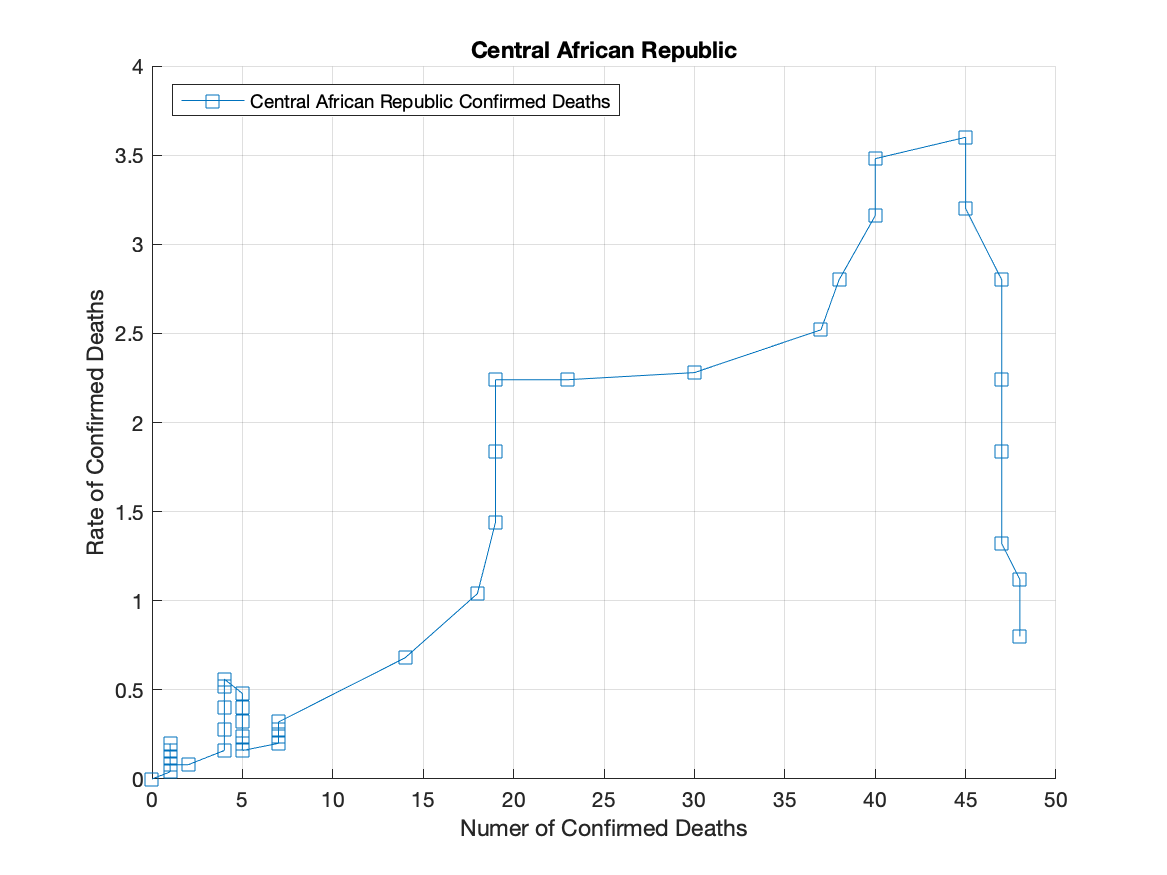 Central African Republic
4
Central African Republic Confirmed Deaths
3.5
3
2.5
2
1.5
1
0.5
0
Rate of Confirmed Deaths
0 5 10 15 20 25 30 35 40 45 50
Numer of Confirmed Deaths